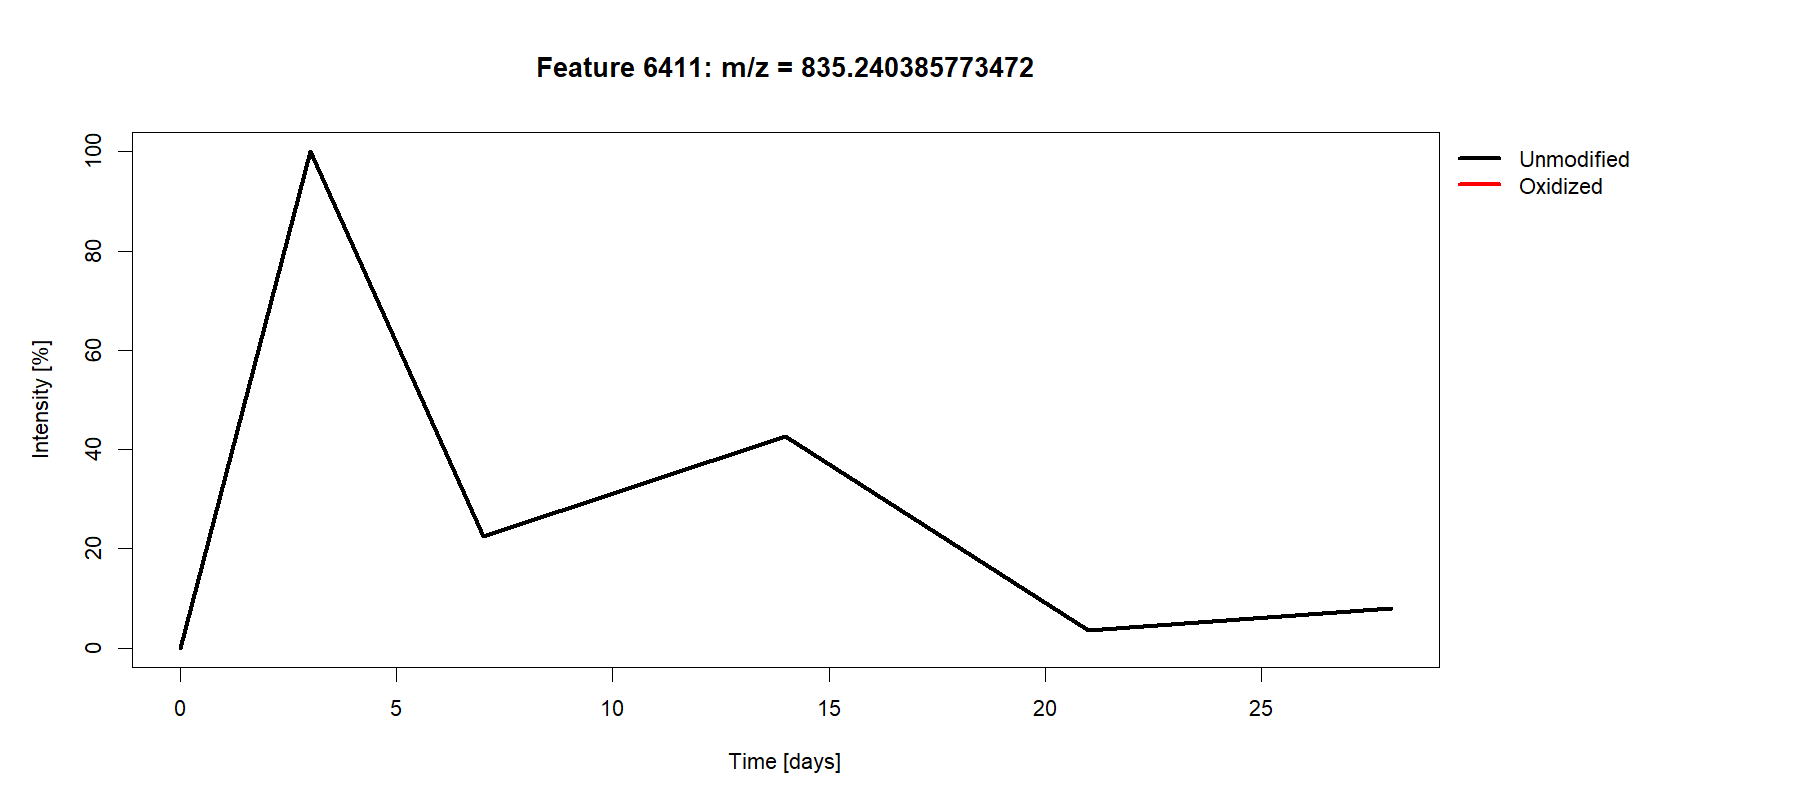 Feature 6411: m/z = 835.240385773472
Unmodified
Oxidized
Intensity [%]
100
80
60
40
20
0
0 5 10 15 20 25
Time [days]